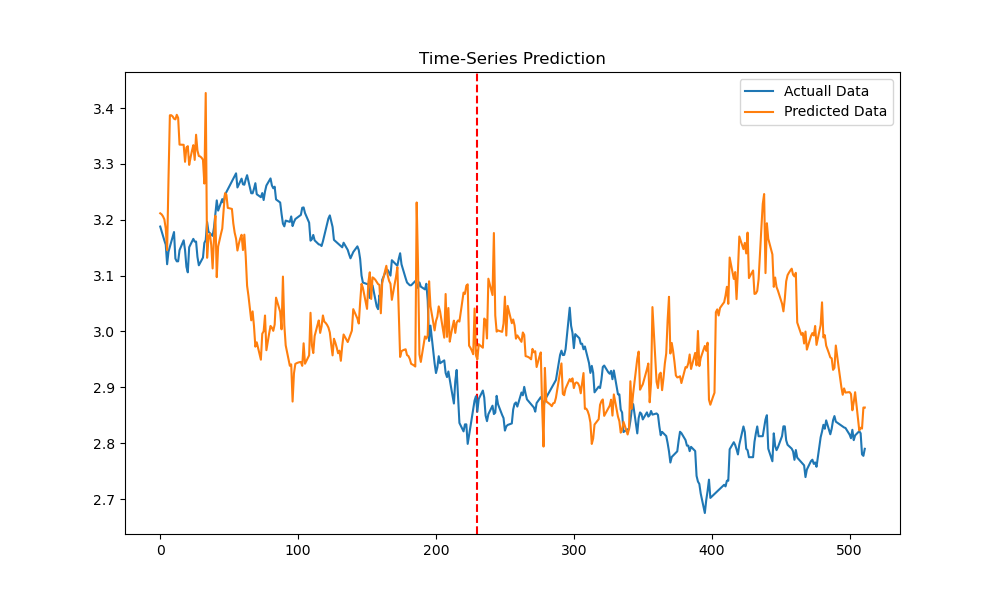 Time-Series Prediction
Actuall Data
Predicted Data
3.4
3.3
3.2
3.1
3.0
2.9
2.8
2.7
0 100 200 300 400 500